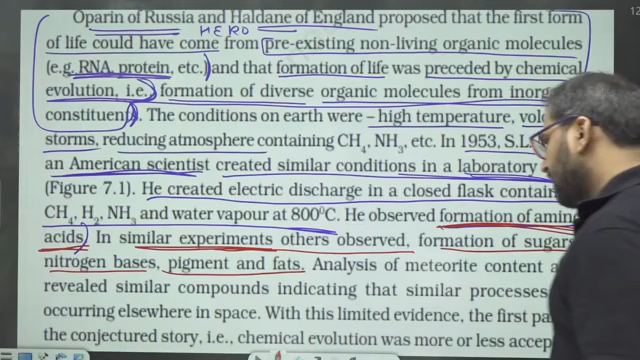 12
Oparin of Russia and Haldane of England proposed that the first form
HERO
of life could have come from pre-existing non-living organic molecules
(e.g. RNA, protein, etc.) and that formation of life was preceded by chemical
evolution, i.e., formation of diverse organic molecules from inorg
constituents. The conditions on earth were – high temperature, vol
storms, reducing atmosphere containing CH₄, NH₃, etc. In 1953, S.L.
an American scientist created similar conditions in a laboratory
(Figure 7.1). He created electric discharge in a closed flask contain
CH₄, H₂, NH₃ and water vapour at 800⁰C. He observed formation of amino
acids. In similar experiments others observed, formation of sugars
nitrogen bases, pigment and fats. Analysis of meteorite content a
revealed similar compounds indicating that similar processes
occurring elsewhere in space. With this limited evidence, the first pa
the conjectured story, i.e., chemical evolution was more or less accep